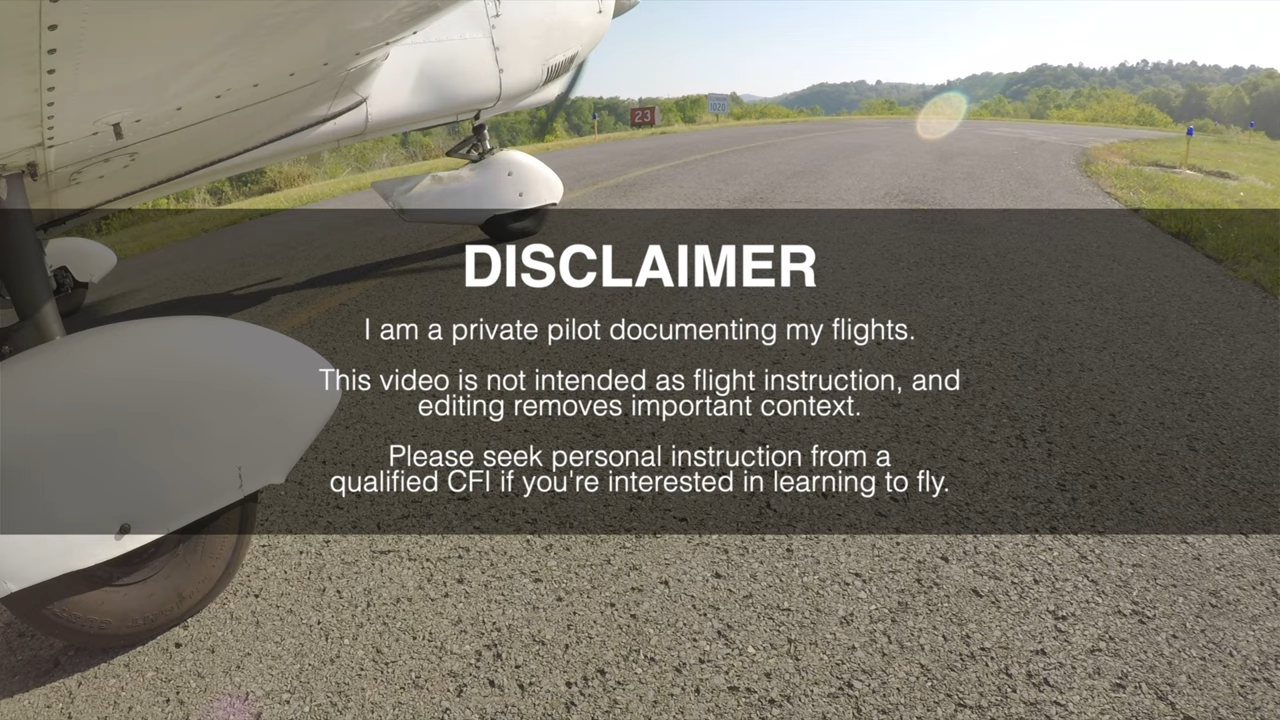 23
1020
DISCLAIMER
I am a private pilot documenting my flights.
This video is not intended as flight instruction, and
editing removes important context.
Please seek personal instruction from a
qualified CFI if you're interested in learning to fly.